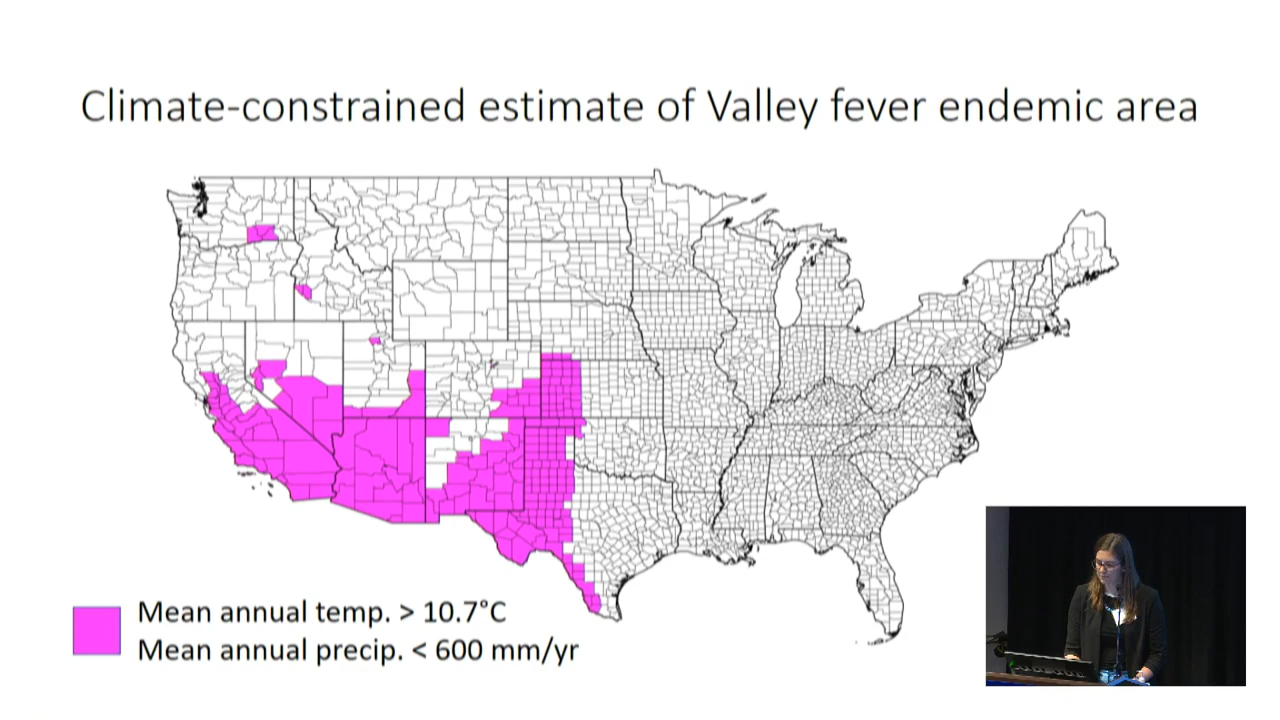 Climate-constrained estimate of Valley fever endemic area
Mean annual temp. > 10.7°C
Mean annual precip. < 600 mm/yr